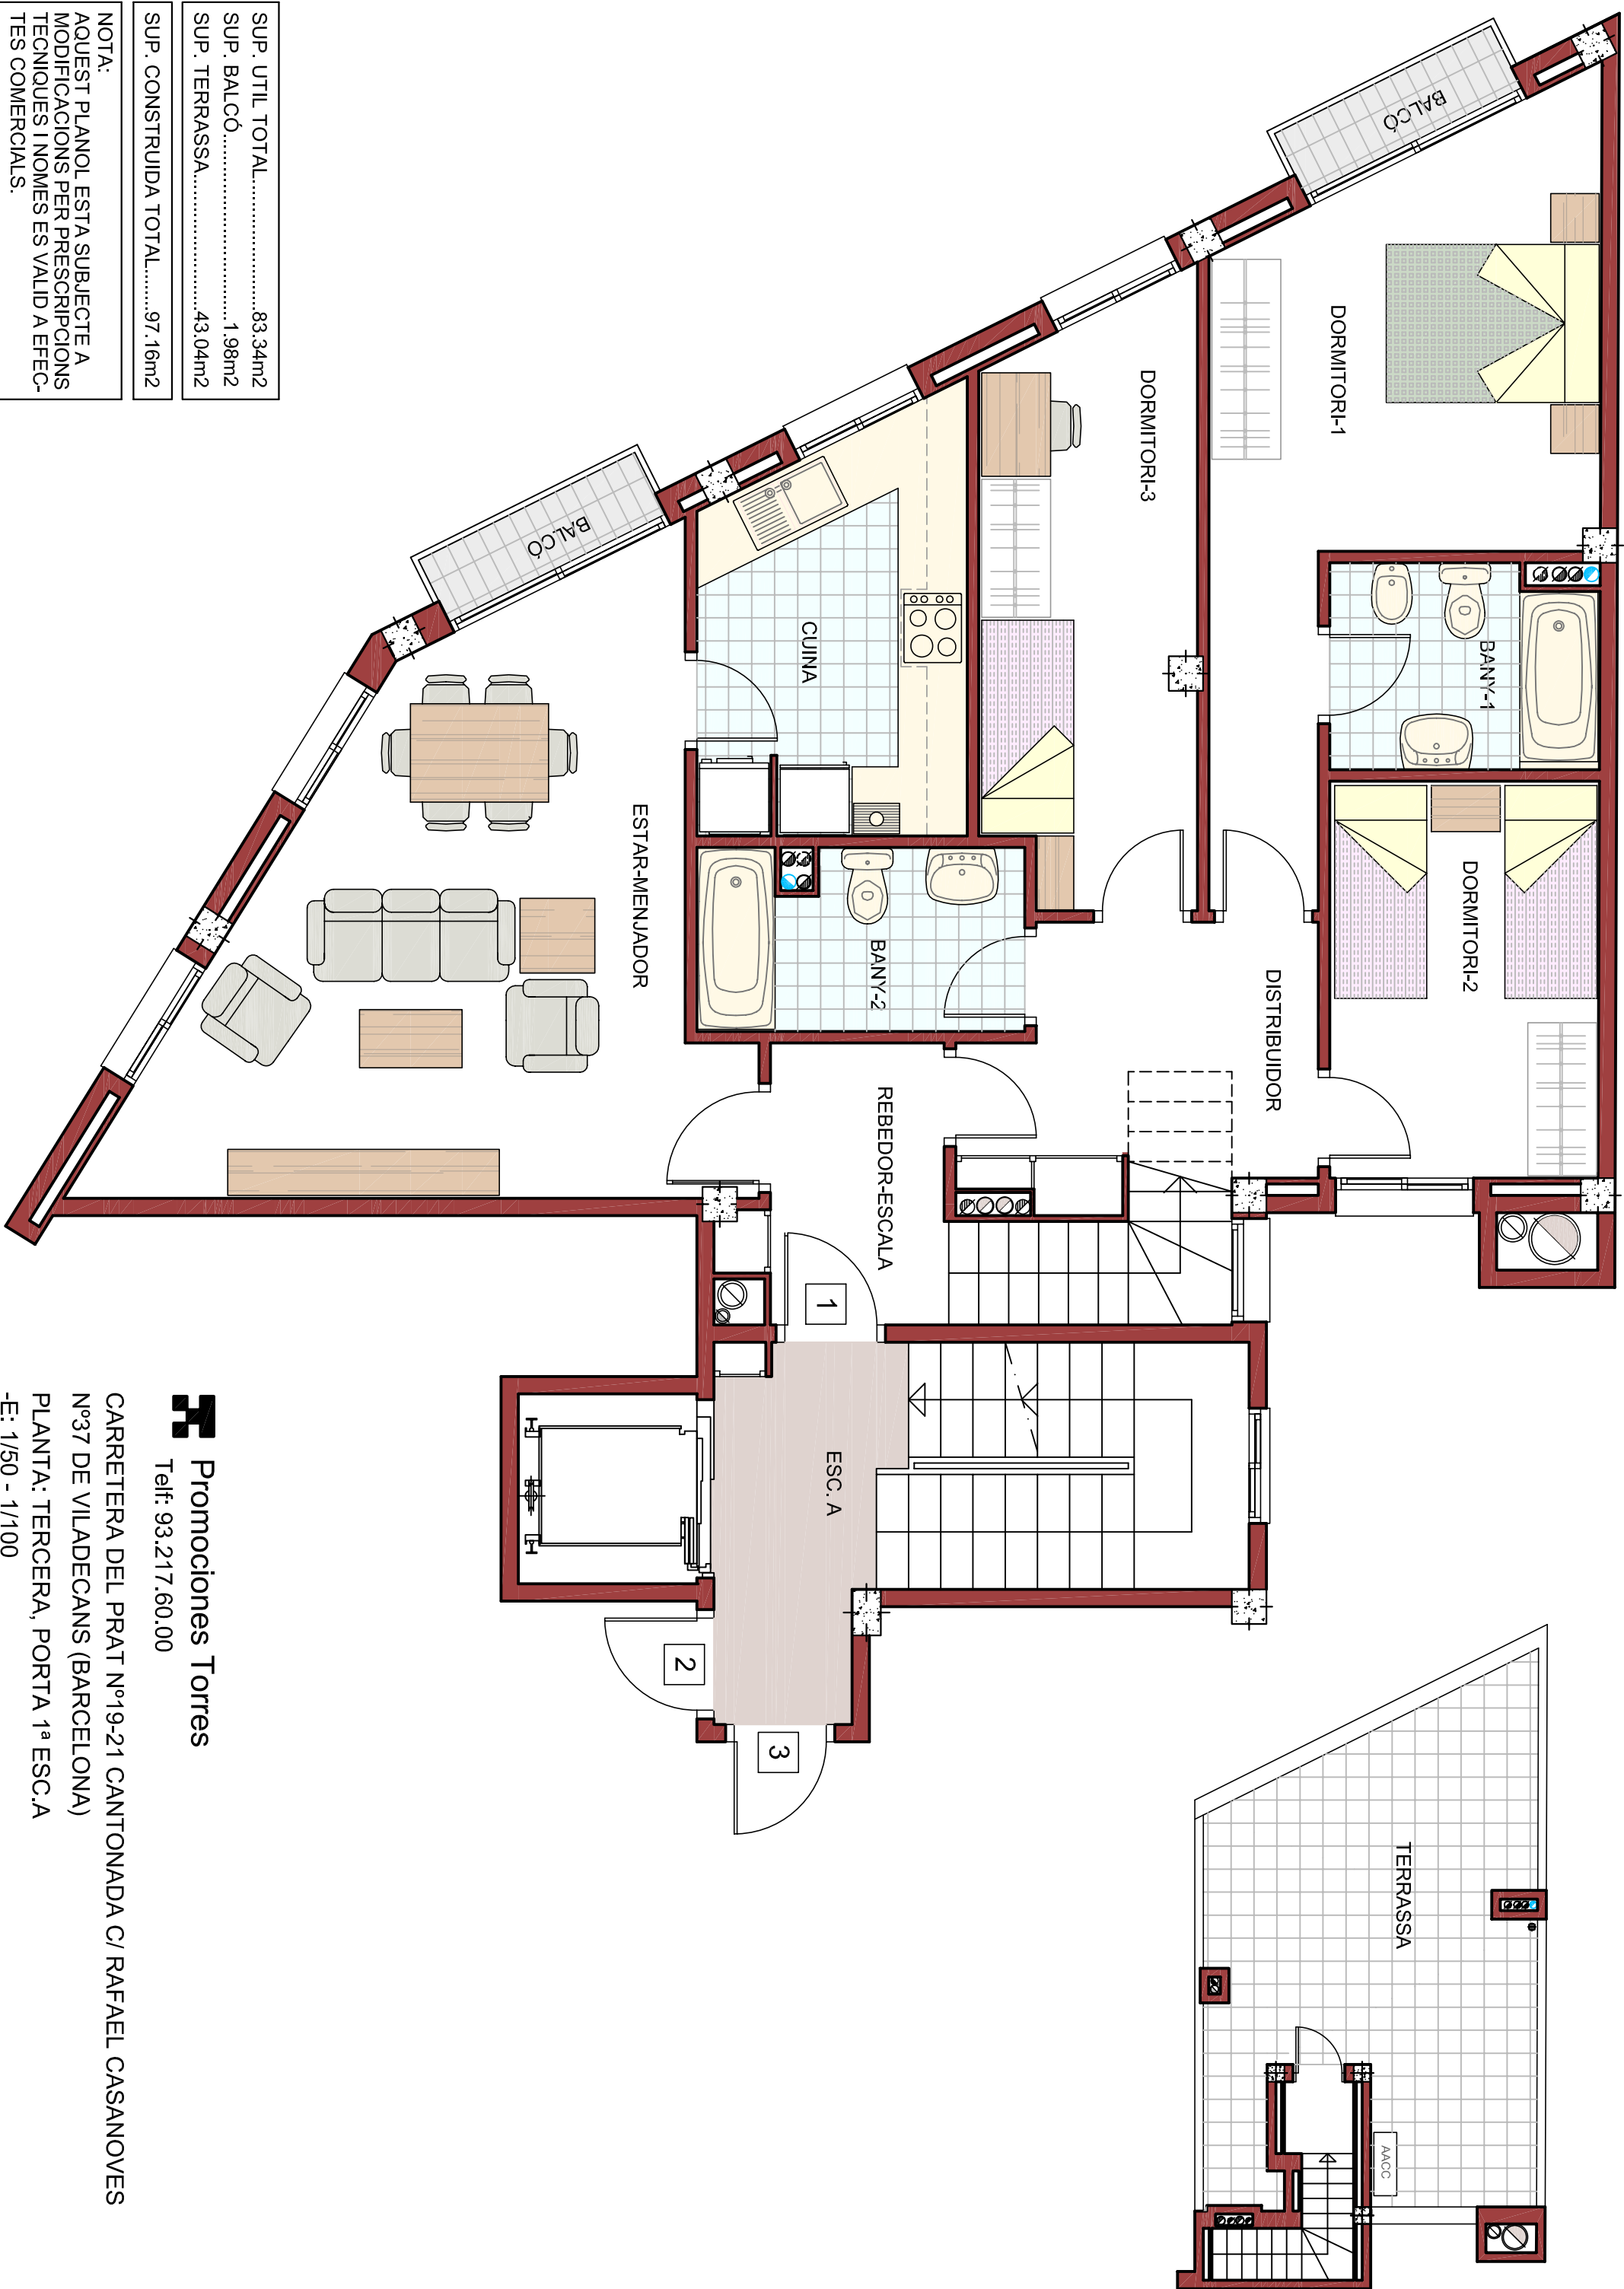 BALCÓ
DORMITORI-1
DORMITORI-3
BANY-1
BALCÓ
CUINA
DORMITORI-2
ESTAR-MENJADOR
BANY-2
DISTRIBUIDOR
REBEDOR-ESCALA
1
ESC. A
2
3
TERRASSA
AACC
SUP. UTIL TOTAL..........................83.34m2
SUP. BALCÓ..................................1.98m2
SUP. TERRASSA...........................43.04m2
SUP. CONSTRUIDA TOTAL........97.16m2
NOTA:
AQUEST PLANOL ESTA SUBJECTE A
MODIFICACIONS PER PRESCRIPCIONS
TECNIQUES I NOMES ES VALID A EFEC-
TES COMERCIALS.
Promociones Torres
Telf: 93.217.60.00
CARRETERA DEL PRAT Nº19-21 CANTONADA C/ RAFAEL CASANOVES
Nº37 DE VILADECANS (BARCELONA)
PLANTA: TERCERA, PORTA 1ª ESC.A
-E: 1/50 - 1/100